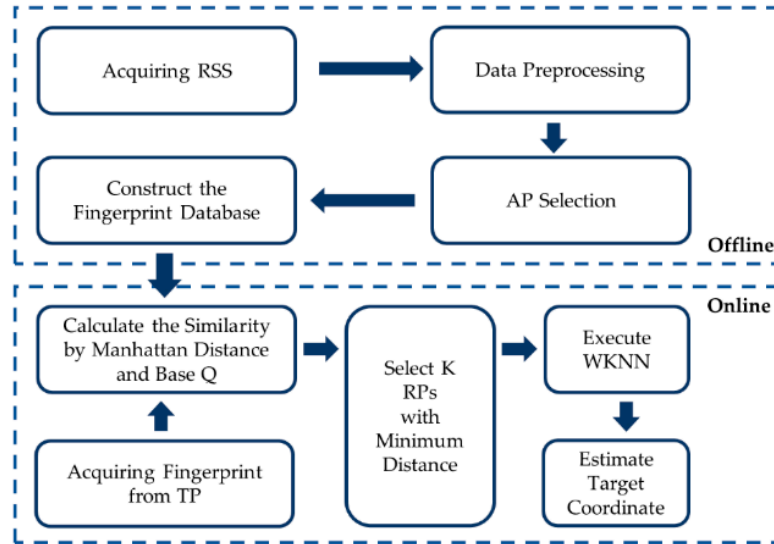 Acquiring RSS
Data Preprocessing
Construct the
Fingerprint Database
AP Selection
Offline
Online
Calculate the Similarity
by Manhattan Distance
and Base Q
Select K
RPs
with
Minimum
Distance
Execute
WKNN
Acquiring Fingerprint
from TP
Estimate
Target
Coordinate